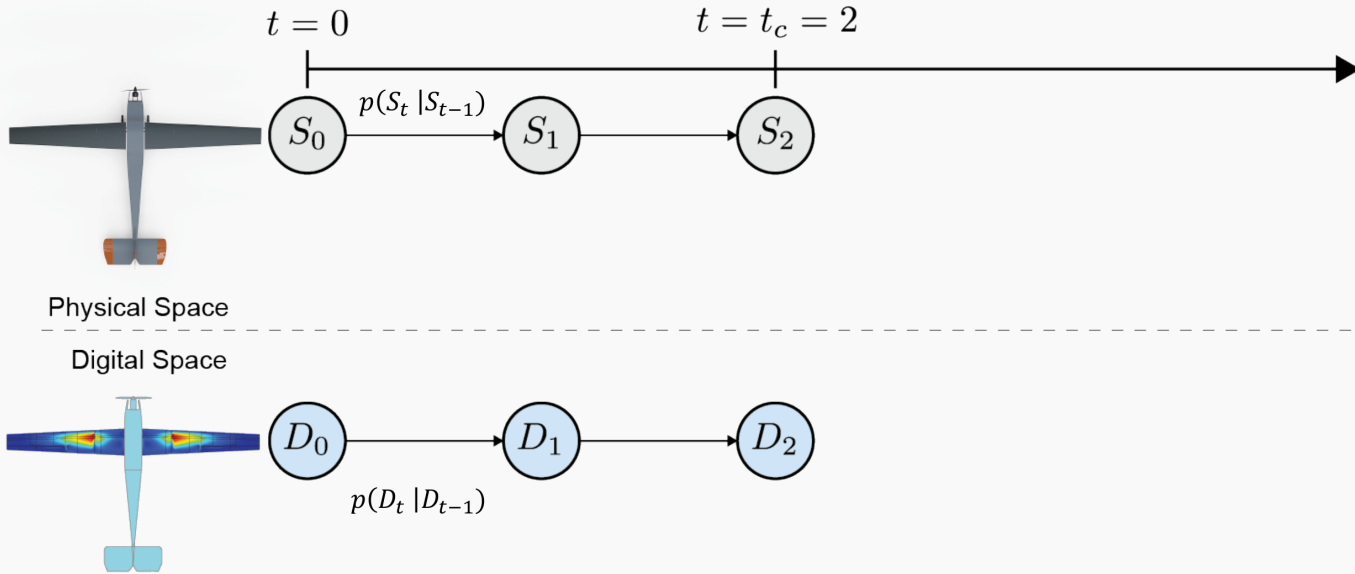 t = 0
t = t_c = 2
p(S_t |S_{t−1})
S_0
S_1
S_2
Physical Space
Digital Space
D_0
D_1
D_2
p(D_t |D_{t−1})